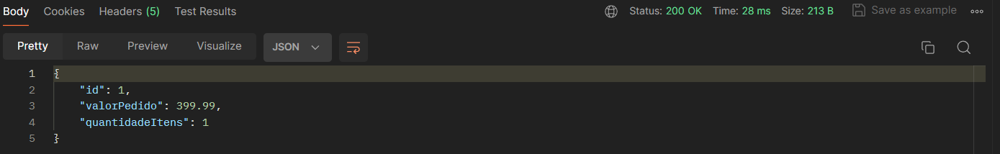 Body Cookies Headers (5) Test Results Status: 200 OK Time: 28 ms Size: 213 B Save as example
Pretty Raw Preview Visualize JSON
1 {
2 "id": 1,
3 "valorPedido": 399.99,
4 "quantidadeItens": 1
5 }